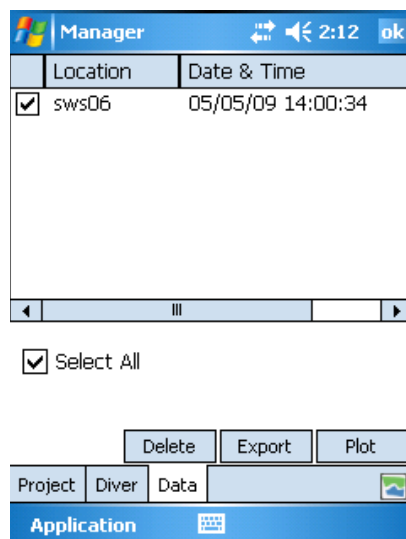 Manager 2:12 ok
Location Date & Time
sws06 05/05/09 14:00:34
Select All
Delete Export Plot
Project Diver Data
Application